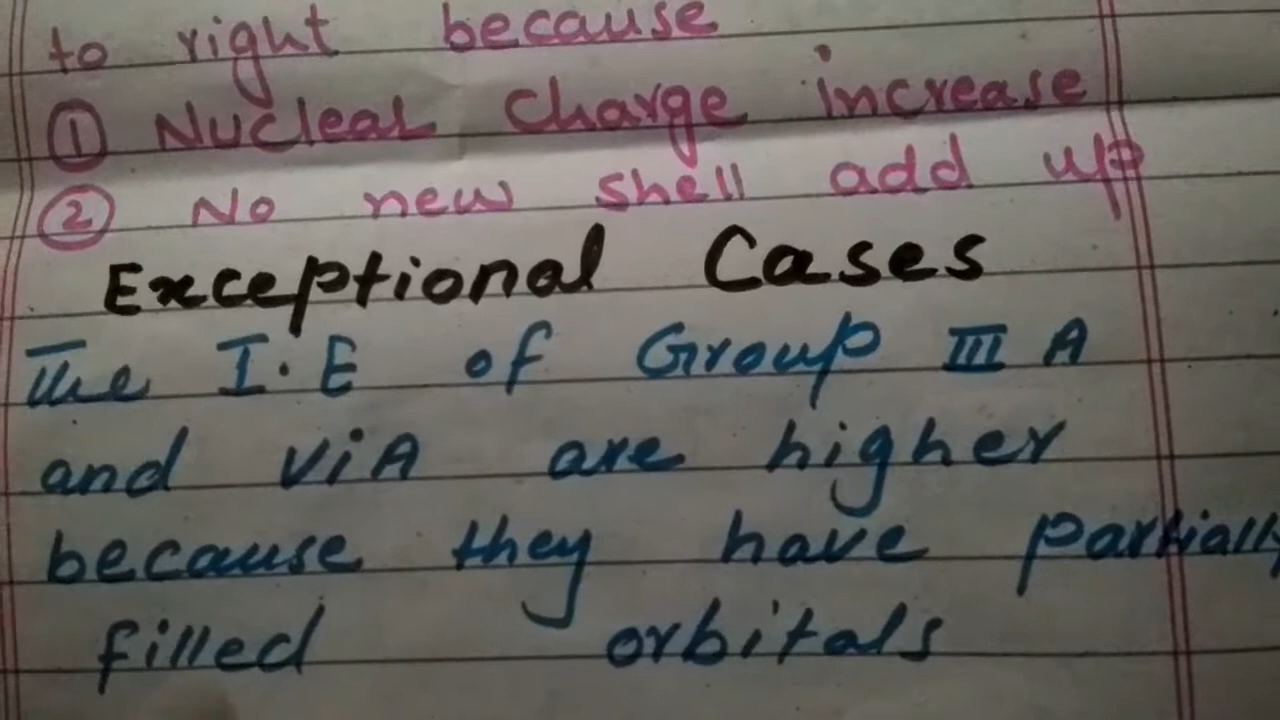 to right because
① Nuclear charge increase
② No new shell add up
Exceptional Cases
The I.E of Group III A
and ViA are higher
because they have partially
filled orbitals